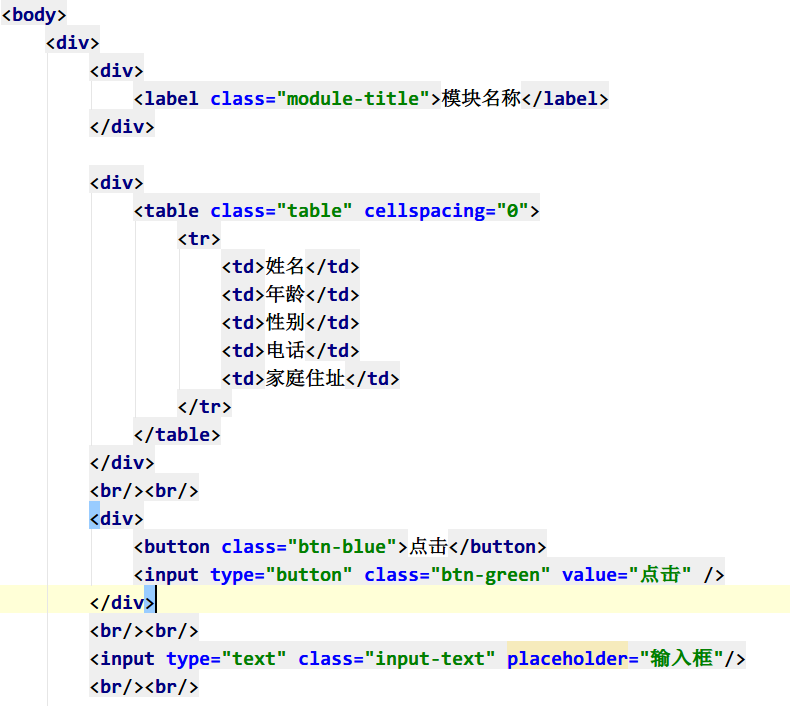 <body>
<div>
<div>
<label class="module-title">模块名称</label>
</div>
<div>
<table class="table" cellspacing="0">
<tr>
<td>姓名</td>
<td>年龄</td>
<td>性别</td>
<td>电话</td>
<td>家庭住址</td>
</tr>
</table>
</div>
<br/><br/>
<div>
<button class="btn-blue">点击</button>
<input type="button" class="btn-green" value="点击" />
</div>
<br/><br/>
<input type="text" class="input-text" placeholder="输入框"/>
<br/><br/>